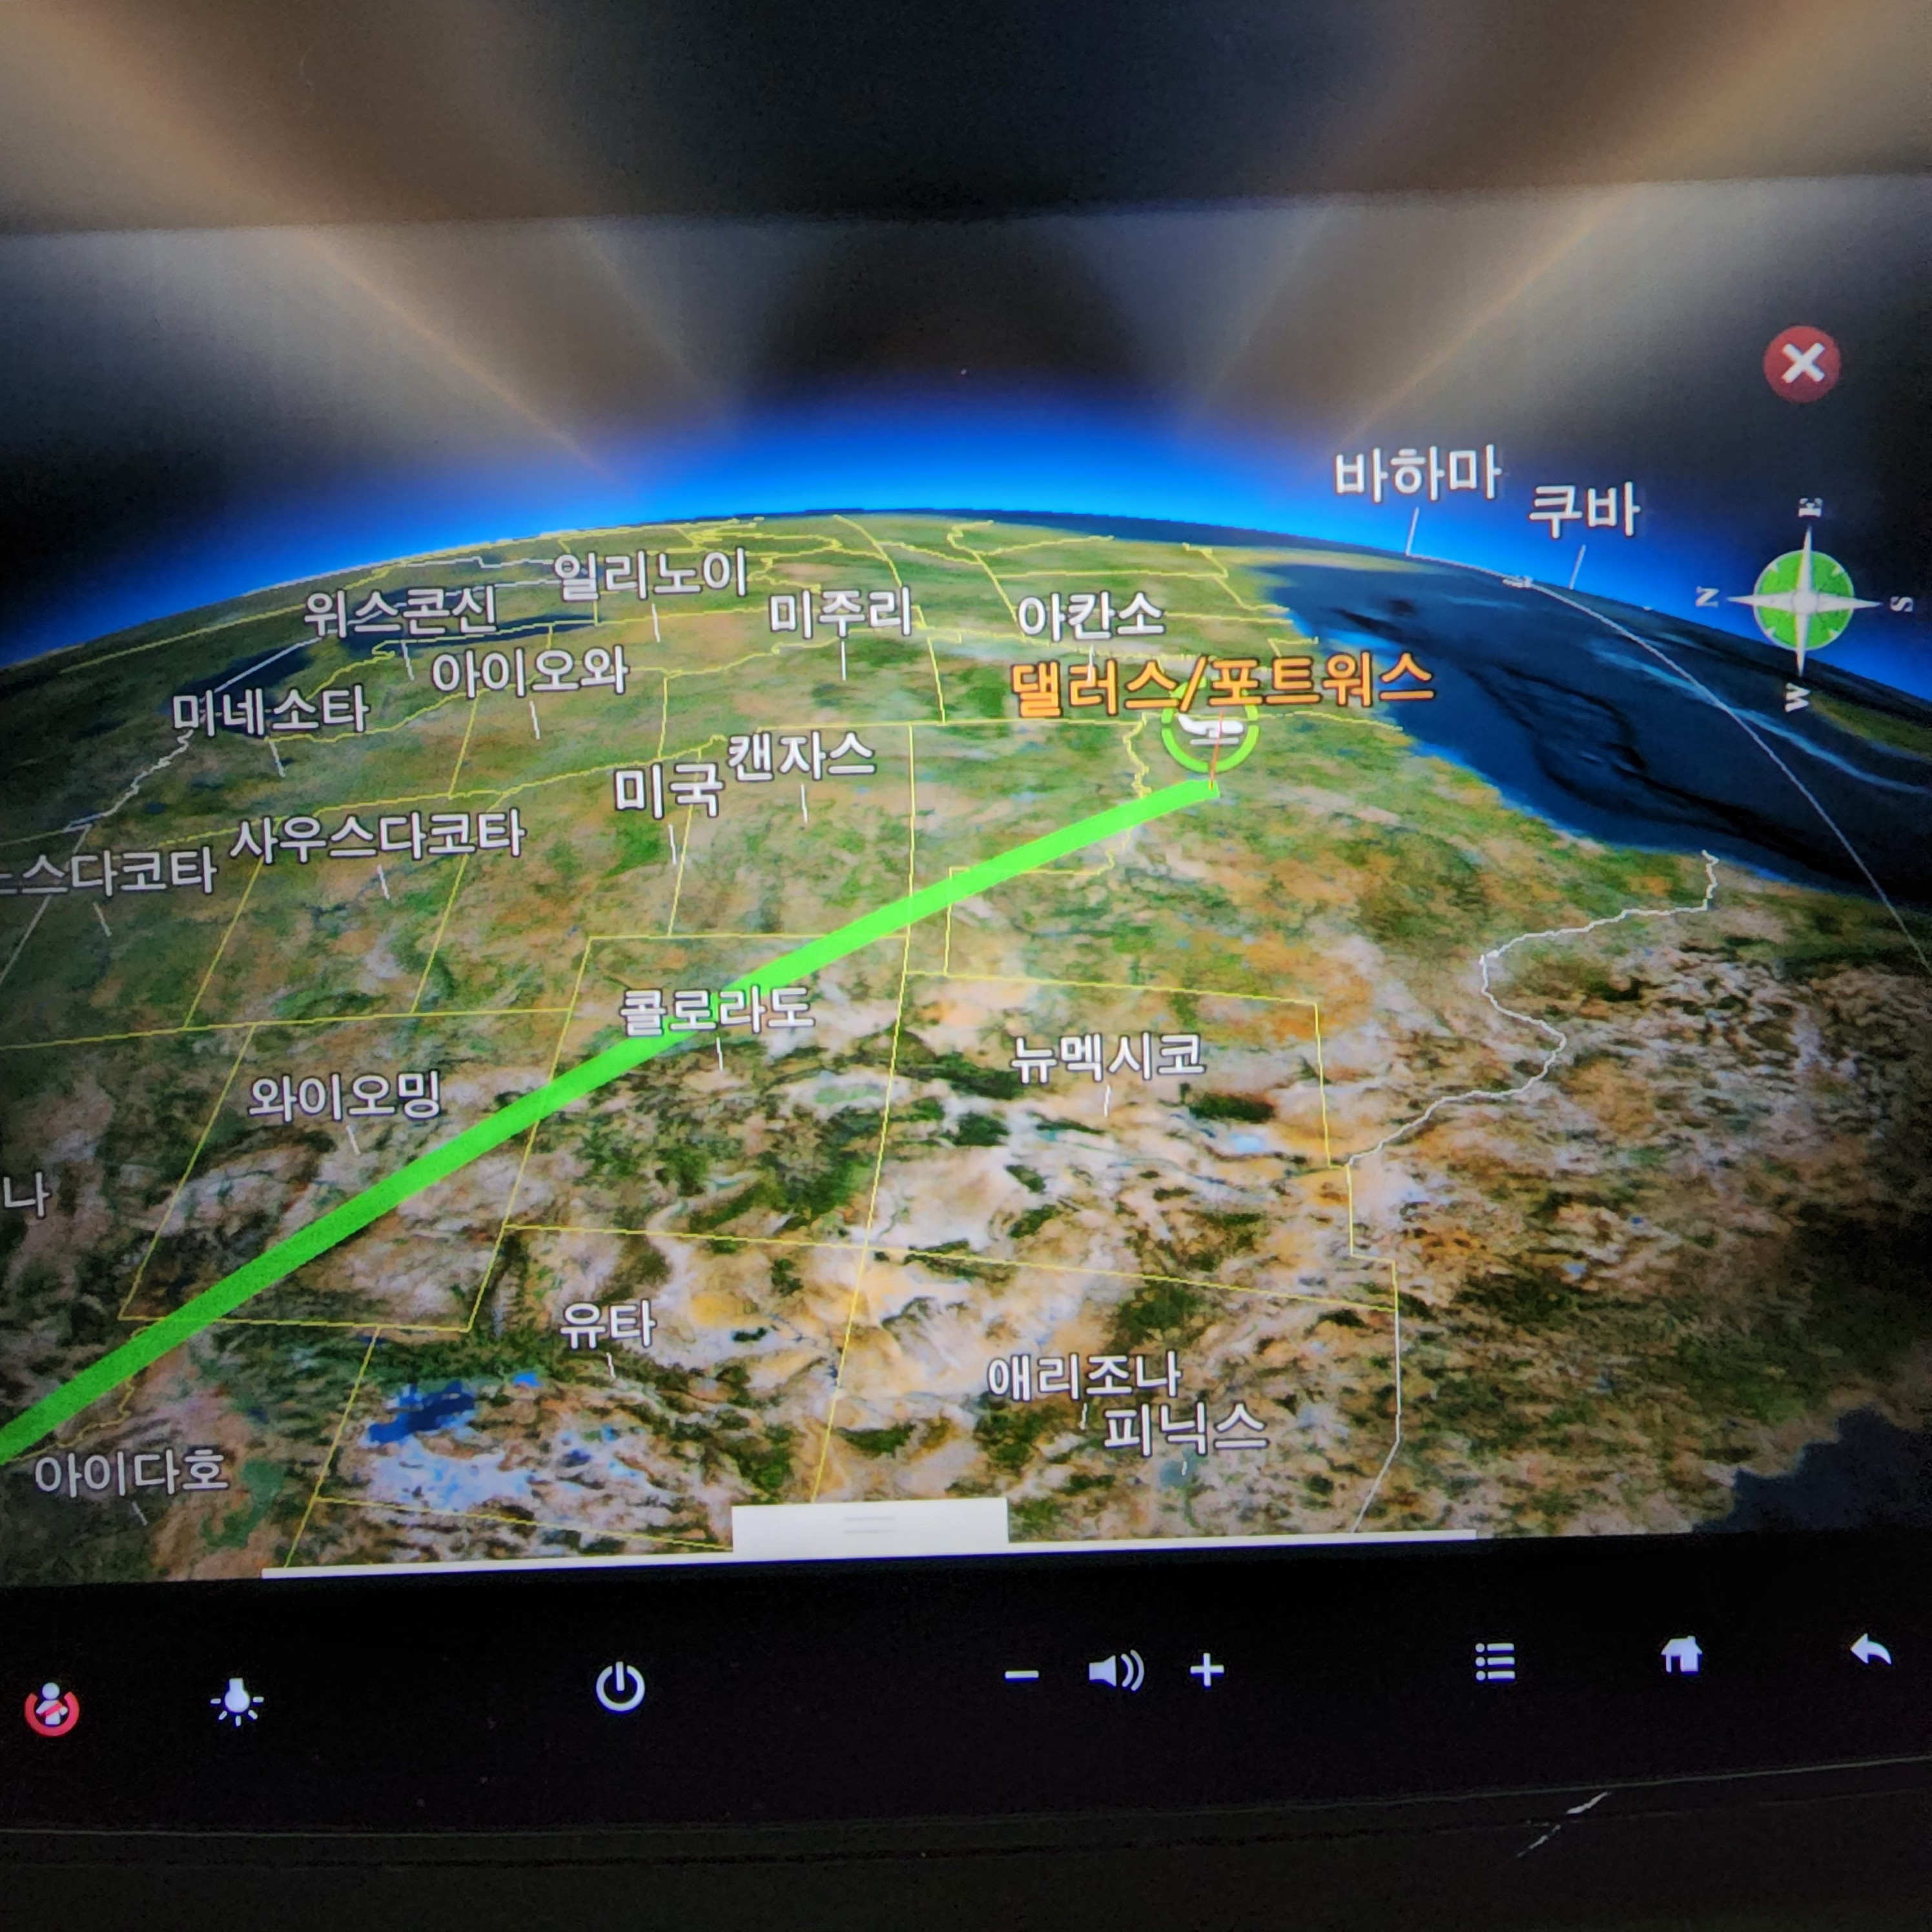 바하마
쿠바
E
N
S
W
일리노이
위스콘신
미주리
아칸소
아이오와
댈러스/포트워스
미네소타
캔자스
미국
사우스다코타
스다코타
콜로라도
뉴멕시코
와이오밍
나
유타
애리조나
피닉스
아이다호